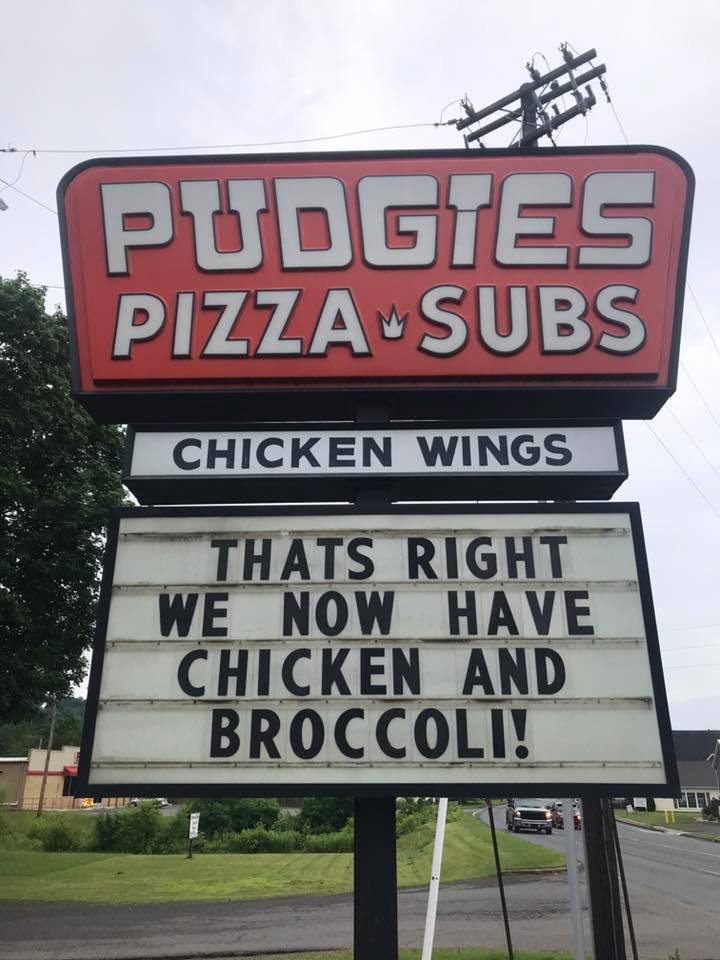 PUDGIES
PIZZA SUBS
CHICKEN WINGS
THATS RIGHT
WE NOW HAVE
CHICKEN AND
BROCCOLI!